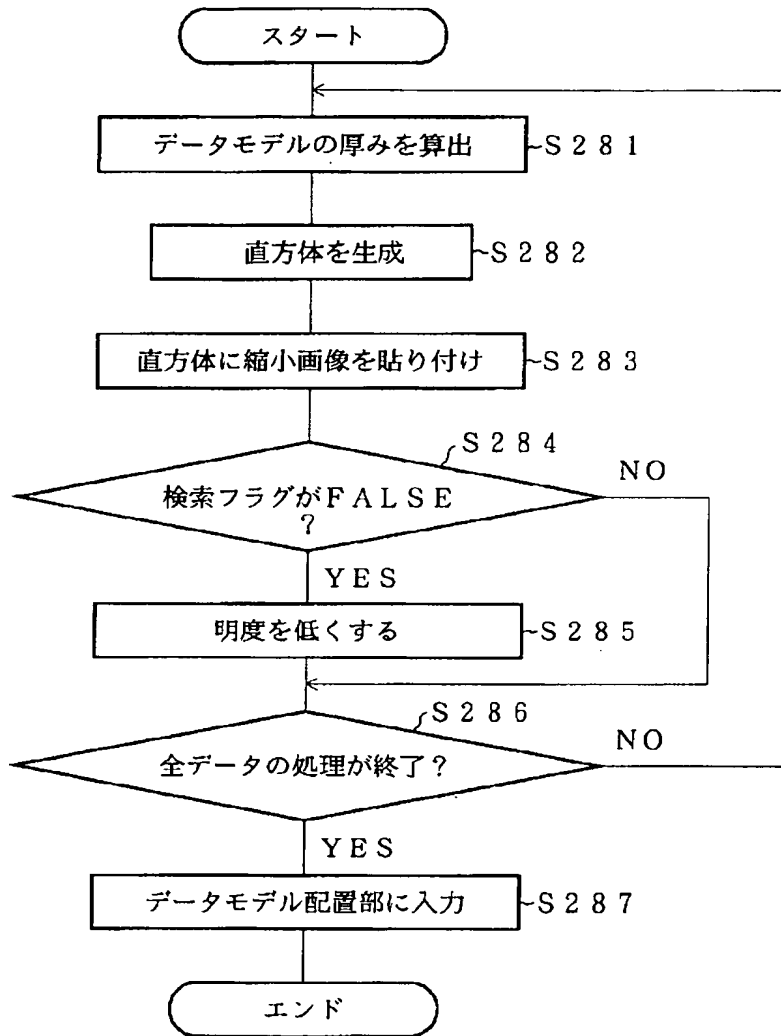 スタート
データモデルの厚みを算出 S281
直方体を生成 S282
直方体に縮小画像を貼り付け S283
S284
検索フラグがFALSE
?
NO
YES
明度を低くする S285
S286
全データの処理が終了?
NO
YES
データモデル配置部に入力 S287
エンド